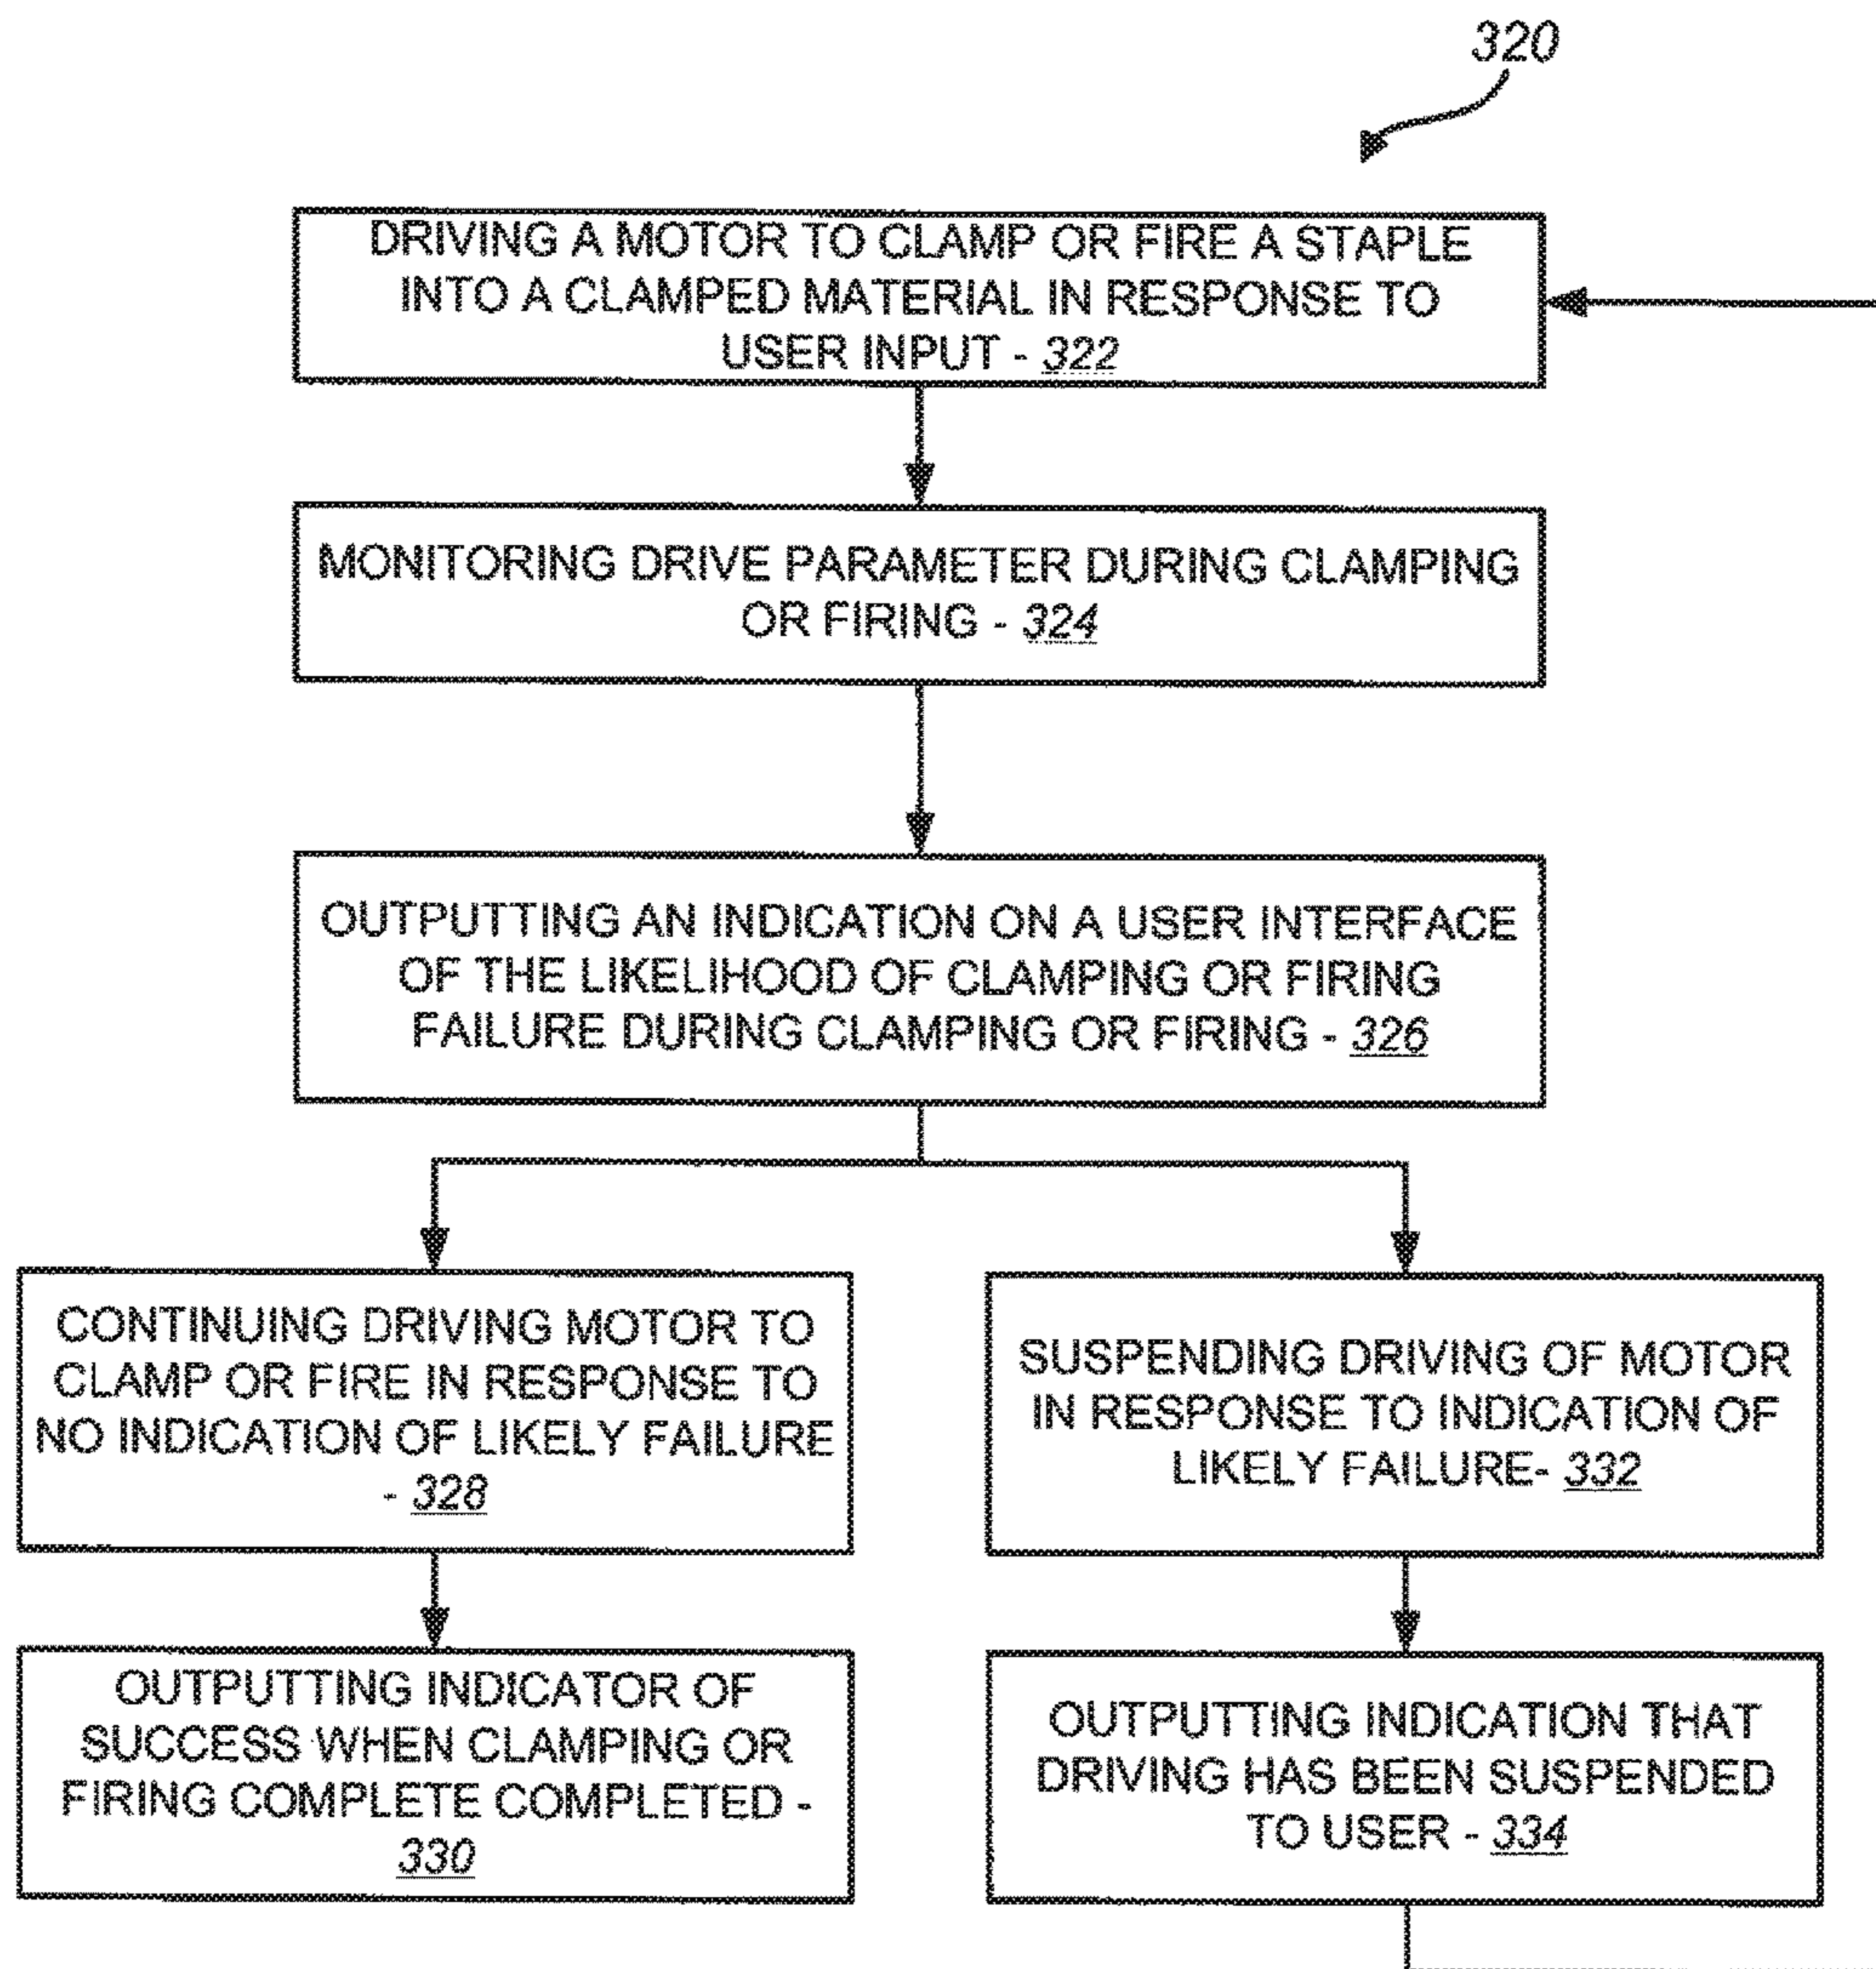 320
DRIVING A MOTOR TO CLAMP OR FIRE A STAPLE
INTO A CLAMPED MATERIAL IN RESPONSE TO
USER INPUT - 322
MONITORING DRIVE PARAMETER DURING CLAMPING
OR FIRING - 324
OUTPUTTING AN INDICATION ON A USER INTERFACE
OF THE LIKELIHOOD OF CLAMPING OR FIRING
FAILURE DURING CLAMPING OR FIRING - 326
CONTINUING DRIVING MOTOR TO
CLAMP OR FIRE IN RESPONSE TO
NO INDICATION OF LIKELY FAILURE
- 328
SUSPENDING DRIVING OF MOTOR
IN RESPONSE TO INDICATION OF
LIKELY FAILURE- 332
OUTPUTTING INDICATOR OF
SUCCESS WHEN CLAMPING OR
FIRING COMPLETE COMPLETED -
330
OUTPUTTING INDICATION THAT
DRIVING HAS BEEN SUSPENDED
TO USER - 334